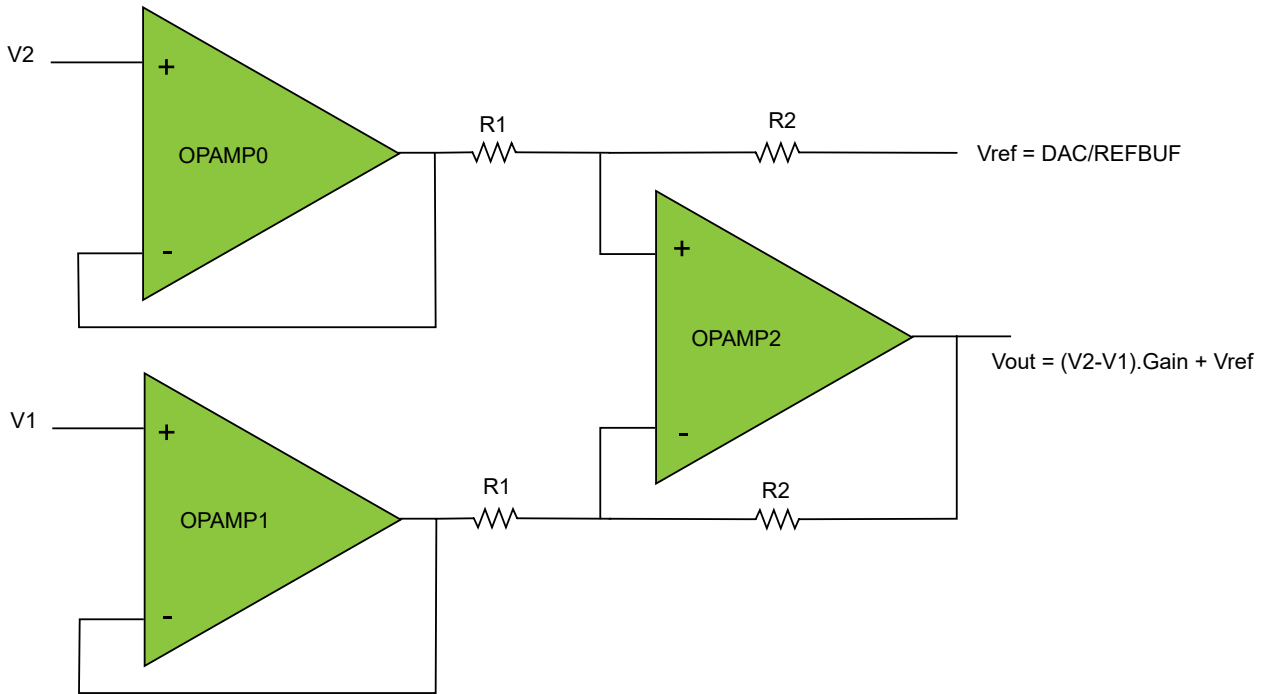 V2
+
OPAMP0
-
R1
R2
Vref = DAC/REFBUF
+
OPAMP2
-
Vout = (V2-V1).Gain + Vref
V1
+
OPAMP1
-
R1
R2